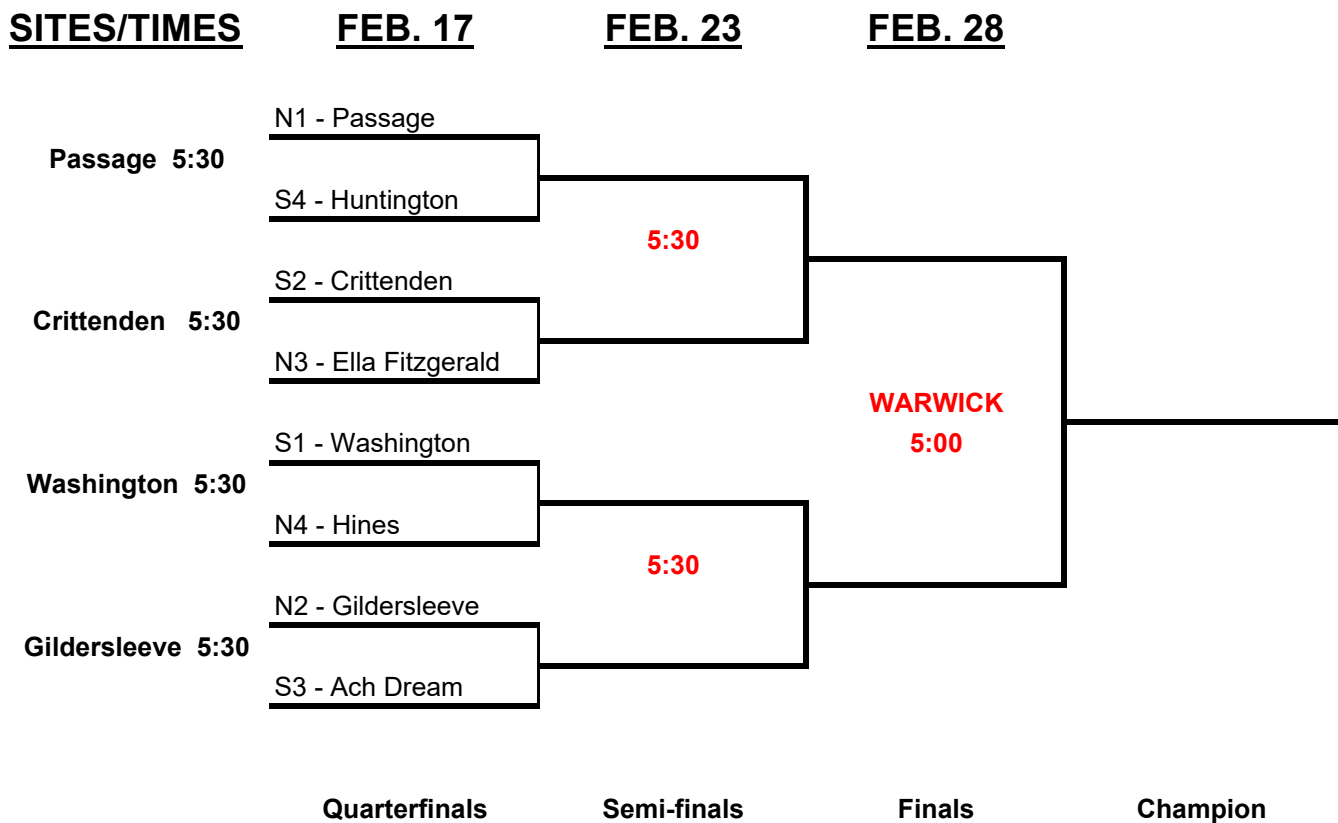 SITES/TIMES FEB. 17 FEB. 23 FEB. 28
N1 - Passage
Passage 5:30
S4 - Huntington
5:30
S2 - Crittenden
Crittenden 5:30
N3 - Ella Fitzgerald
WARWICK
5:00
S1 - Washington
Washington 5:30
N4 - Hines
5:30
N2 - Gildersleeve
Gildersleeve 5:30
S3 - Ach Dream
Quarterfinals Semi-finals Finals Champion